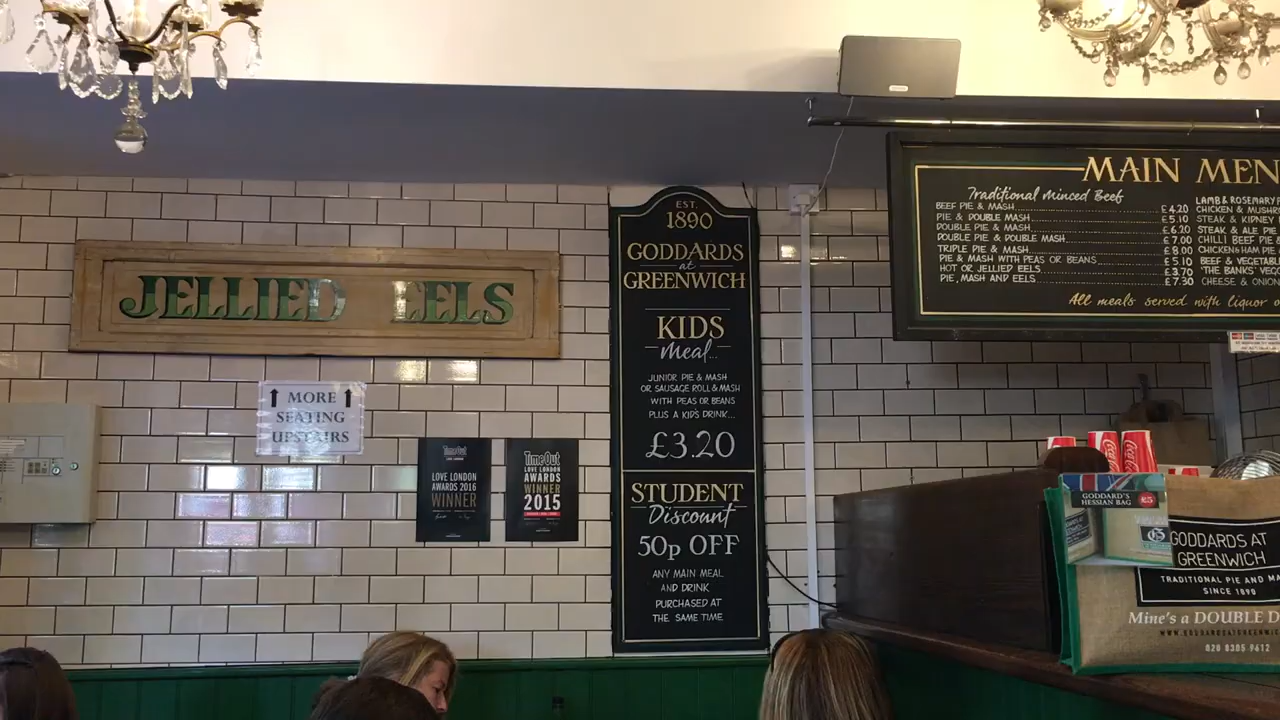 JELLIED EELS
MORE
SEATING
UPSTAIRS
TimeOut
LOVE LONDON
AWARDS 2016
WINNER
TimeOut
LOVE LONDON
AWARDS
WINNER
2015
EST.
1890
GODDARDS
at
GREENWICH
KIDS
Meal...
JUNIOR PIE & MASH
OR SAUSAGE ROLL & MASH
WITH PEAS OR BEANS
PLUS A KID'S DRINK...
£3.20
STUDENT
Discount
50p OFF
ANY MAIN MEAL
AND DRINK
PURCHASED AT
THE SAME TIME
MAIN MEN
Traditional Minced Beef
BEEF PIE & MASH £4.20
PIE & DOUBLE MASH £5.10
DOUBLE PIE & MASH £6.20
DOUBLE PIE & DOUBLE MASH £7.00
TRIPLE PIE & MASH £8.00
PIE & MASH WITH PEAS OR BEANS £5.10
HOT OR JELLIED EELS £3.70
PIE, MASH AND EELS £7.30
LAMB & ROSEMARY P
CHICKEN & MUSHR
STEAK & KIDNEY
STEAK & ALE PIE
CHILLI BEEF PIE &
CHICKEN & HAM PIE
BEEF & VEGETAB
'THE BANKS' VEG
CHEESE & ONIO
All meals served with liquor o
GODDARD'S
HESSIAN BAG
£5
GODDARDS AT
GREENWICH
TRADITIONAL PIE AND MA
SINCE 1890
Mine's a DOUBLE D
WWW.GODDARDSATGREENWIC
020 8305 9612